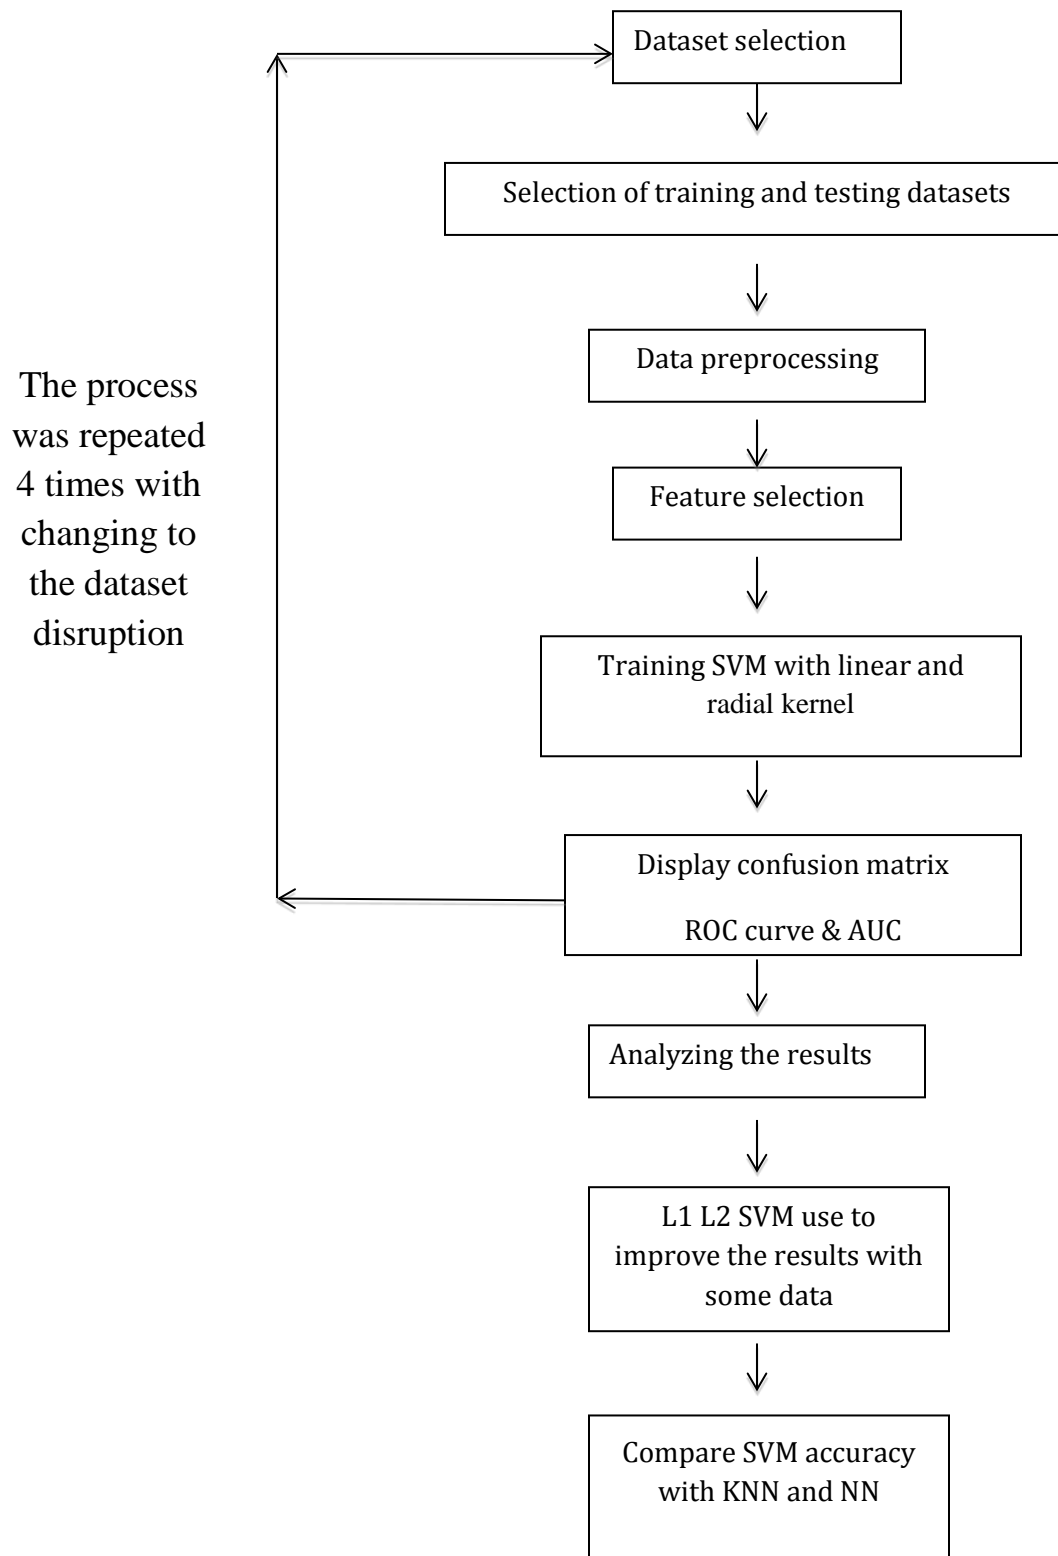 Dataset selection
Selection of training and testing datasets
Data preprocessing
The process
was repeated
4 times with
changing to
the dataset
disruption
Feature selection
Training SVM with linear and
radial kernel
Display confusion matrix
ROC curve & AUC
Analyzing the results
L1 L2 SVM use to
improve the results with
some data
Compare SVM accuracy
with KNN and NN